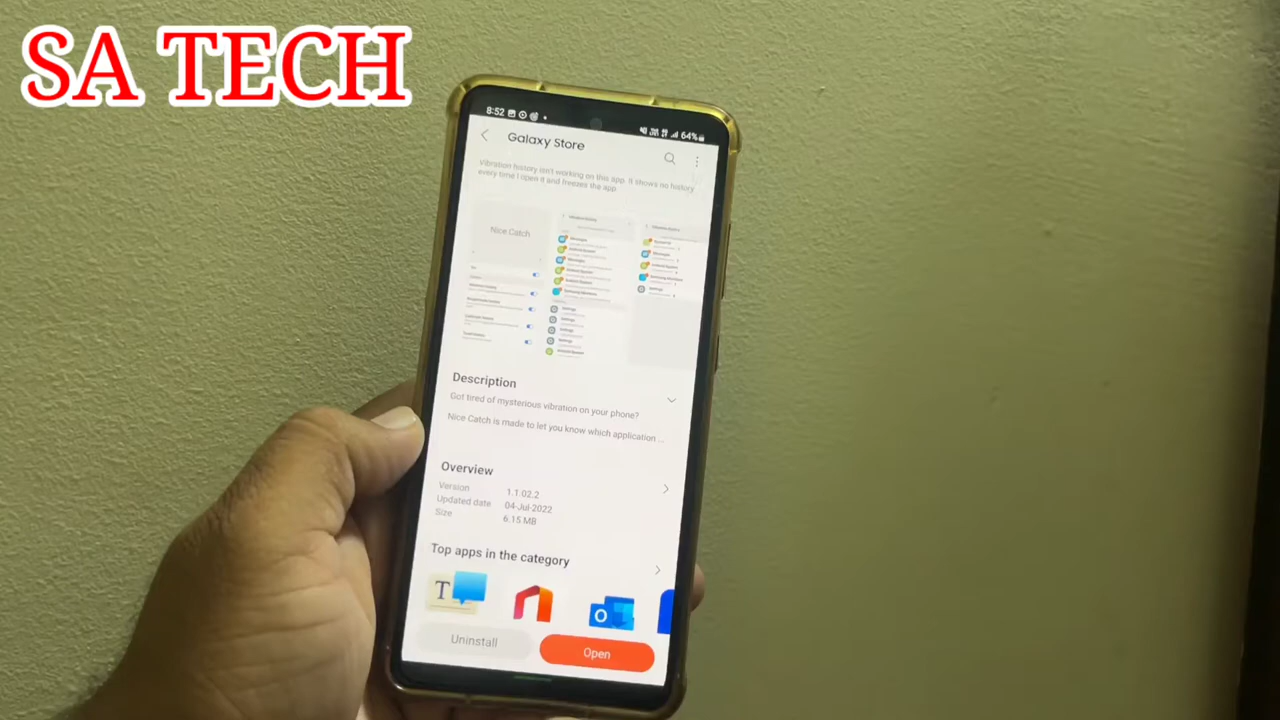 SA TECH
8:52
64%
Galaxy Store
Vibration history isn't working on this app. It shows no history
every time I open it and freezes the app.
Nice Catch
Description
Got tired of mysterious vibration on your phone?
Nice Catch is made to let you know which application ...
Overview
Version 1.1.02.2
Updated date 04-Jul-2022
Size 6.15 MB
Top apps in the category
Uninstall
Open